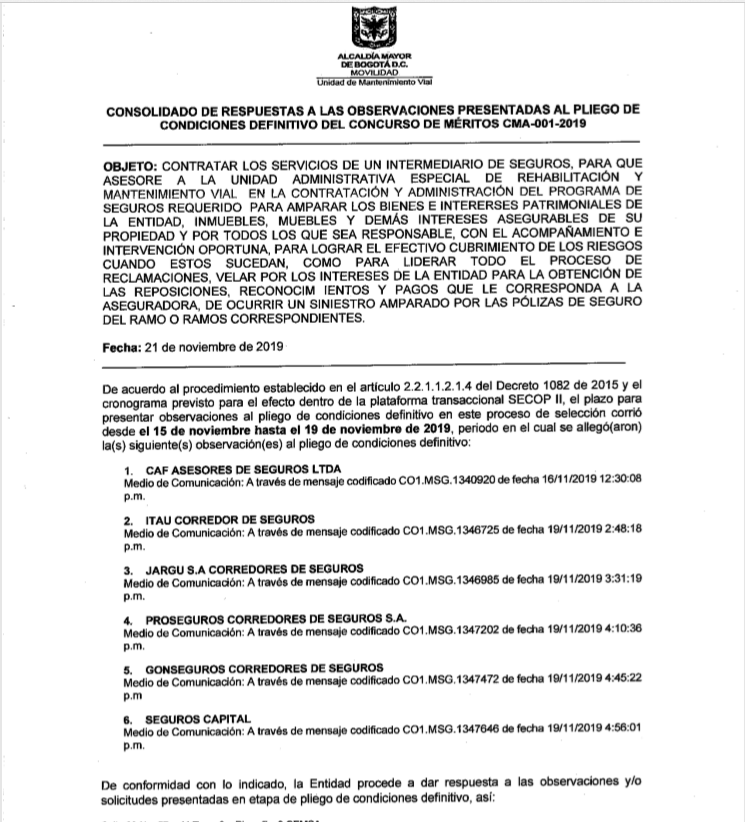 ALCALDÍA MAYOR
DE BOGOTÁ D.C.
MOVILIDAD
Unidad de Mantenimiento Vial
CONSOLIDADO DE RESPUESTAS A LAS OBSERVACIONES PRESENTADAS AL PLIEGO DE
CONDICIONES DEFINITIVO DEL CONCURSO DE MÉRITOS CMA-001-2019
OBJETO: CONTRATAR LOS SERVICIOS DE UN INTERMEDIARIO DE SEGUROS, PARA QUE
ASESORE A LA UNIDAD ADMINISTRATIVA ESPECIAL DE REHABILITACIÓN Y
MANTENIMIENTO VIAL EN LA CONTRATACIÓN Y ADMINISTRACIÓN DEL PROGRAMA DE
SEGUROS REQUERIDO PARA AMPARAR LOS BIENES E INTERERSES PATRIMONIALES DE
LA ENTIDAD, INMUEBLES, MUEBLES Y DEMÁS INTERESES ASEGURABLES DE SU
PROPIEDAD Y POR TODOS LOS QUE SEA RESPONSABLE, CON EL ACOMPAÑAMIENTO E
INTERVENCIÓN OPORTUNA, PARA LOGRAR EL EFECTIVO CUBRIMIENTO DE LOS RIESGOS
CUANDO ESTOS SUCEDAN, COMO PARA LIDERAR TODO EL PROCESO DE
RECLAMACIONES, VELAR POR LOS INTERESES DE LA ENTIDAD PARA LA OBTENCIÓN DE
LAS REPOSICIONES, RECONOCIM IENTOS Y PAGOS QUE LE CORRESPONDA A LA
ASEGURADORA, DE OCURRIR UN SINIESTRO AMPARADO POR LAS PÓLIZAS DE SEGURO
DEL RAMO O RAMOS CORRESPONDIENTES.
Fecha: 21 de noviembre de 2019
De acuerdo al procedimiento establecido en el artículo 2.2.1.1.2.1.4 del Decreto 1082 de 2015 y el
cronograma previsto para el efecto dentro de la plataforma transaccional SECOP II, el plazo para
presentar observaciones al pliego de condiciones definitivo en este proceso de selección corrió
desde el 15 de noviembre hasta el 19 de noviembre de 2019, periodo en el cual se allegó(aron)
la(s) siguiente(s) observación(es) al pliego de condiciones definitivo:
1. CAF ASESORES DE SEGUROS LTDA
Medio de Comunicación: A través de mensaje codificado CO1.MSG.1340920 de fecha 16/11/2019 12:30:08
p.m.
2. ITAU CORREDOR DE SEGUROS
Medio de Comunicación: A través de mensaje codificado CO1.MSG.1346725 de fecha 19/11/2019 2:48:18
p.m.
3. JARGU S.A CORREDORES DE SEGUROS
Medio de Comunicación: A través de mensaje codificado CO1.MSG.1346985 de fecha 19/11/2019 3:31:19
p.m.
4. PROSEGUROS CORREDORES DE SEGUROS S.A.
Medio de Comunicación: A través de mensaje codificado CO1.MSG.1347202 de fecha 19/11/2019 4:10:36
p.m.
5. GONSEGUROS CORREDORES DE SEGUROS
Medio de Comunicación: A través de mensaje codificado CO1.MSG.1347472 de fecha 19/11/2019 4:45:22
p.m
6. SEGUROS CAPITAL
Medio de Comunicación: A través de mensaje codificado CO1.MSG.1347646 de fecha 19/11/2019 4:56:01
p.m.
De conformidad con lo indicado, la Entidad procede a dar respuesta a las observaciones y/o
solicitudes presentadas en etapa de pliego de condiciones definitivo, así: